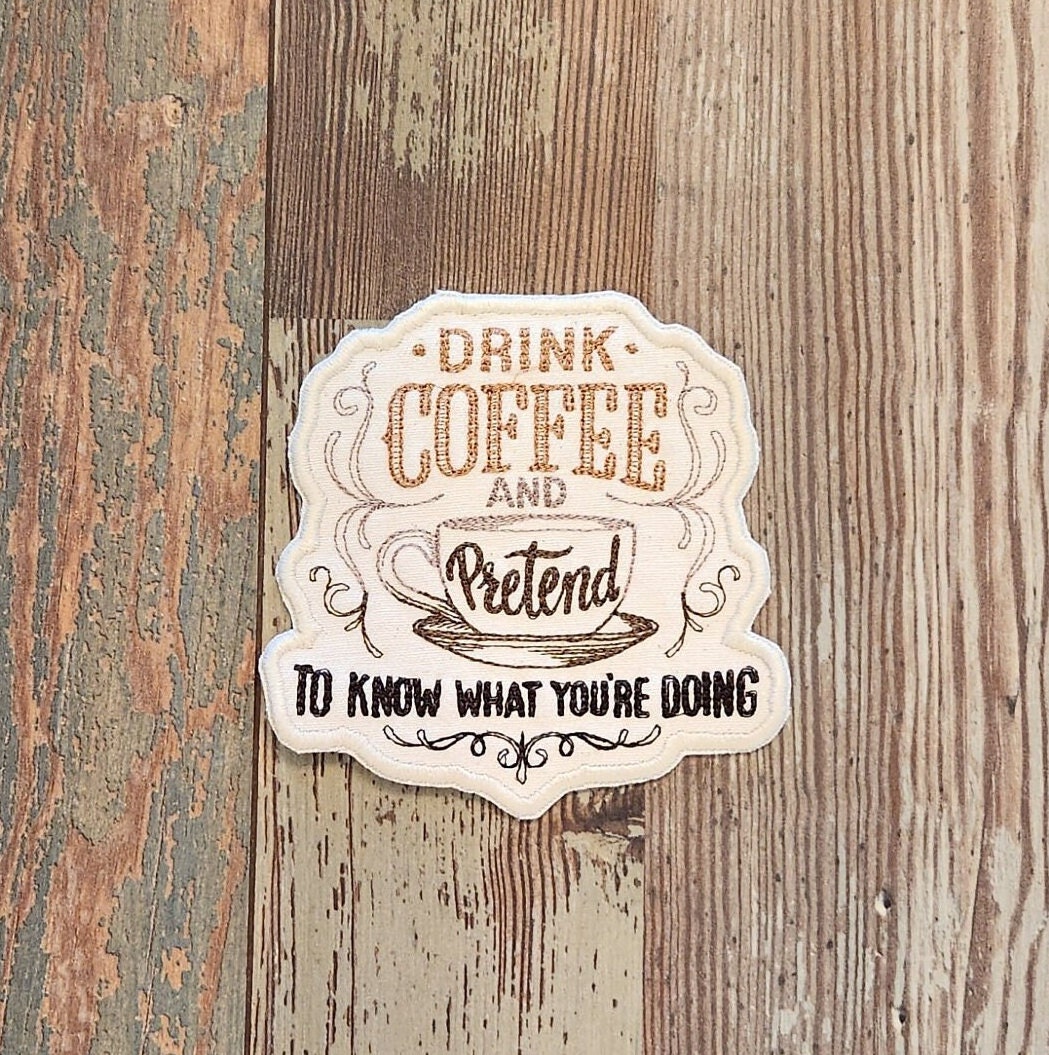 DRINK
COFFEE
AND
Pretend
TO KNOW WHAT YOU'RE DOING